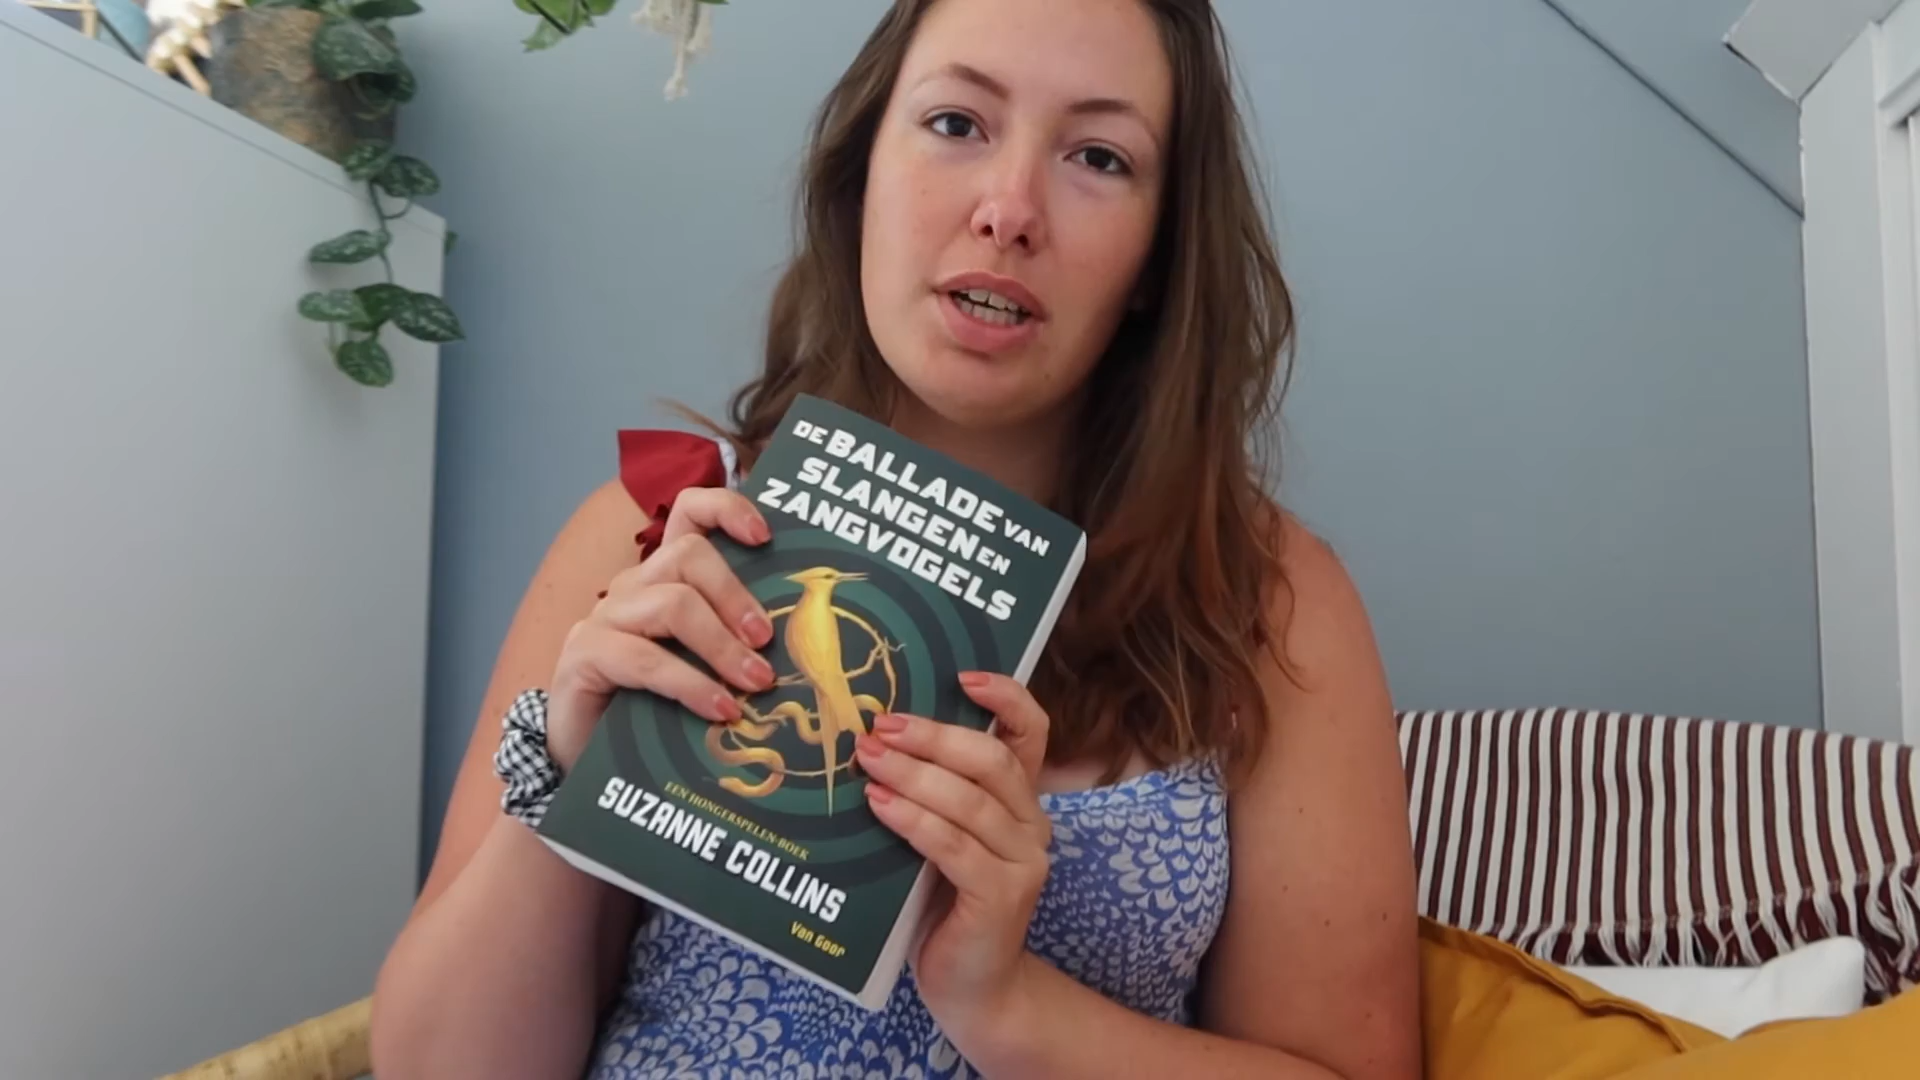 DE BALLADE VAN
SLANGEN EN
ZANGVOGELS
EEN HONGERSPELEN-BOEK
SUZANNE COLLINS
Van Goor